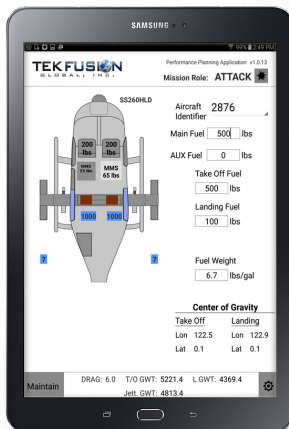 SAMSUNG
99% 2:49 PM
TEKFUSION
GLOBAL, INC.
Performance Planning Application v1.0.13
Mission Role: ATTACK
SS260HLD
Aircraft Identifier 2876
Main Fuel 500 lbs
AUX Fuel 0 lbs
Take Off Fuel
500 lbs
Landing Fuel
100 lbs
200 lbs
200 lbs
MMS
65 lbs
1000
1000
7
7
Fuel Weight
6.7 lbs/gal
Center of Gravity
Take Off Landing
Lon 122.5 Lon 122.9
Lat 0.1 Lat 0.1
Maintain
DRAG: 6.0 T/O GWT: 5221.4 L GWT: 4369.4
Jett. GWT: 4813.4